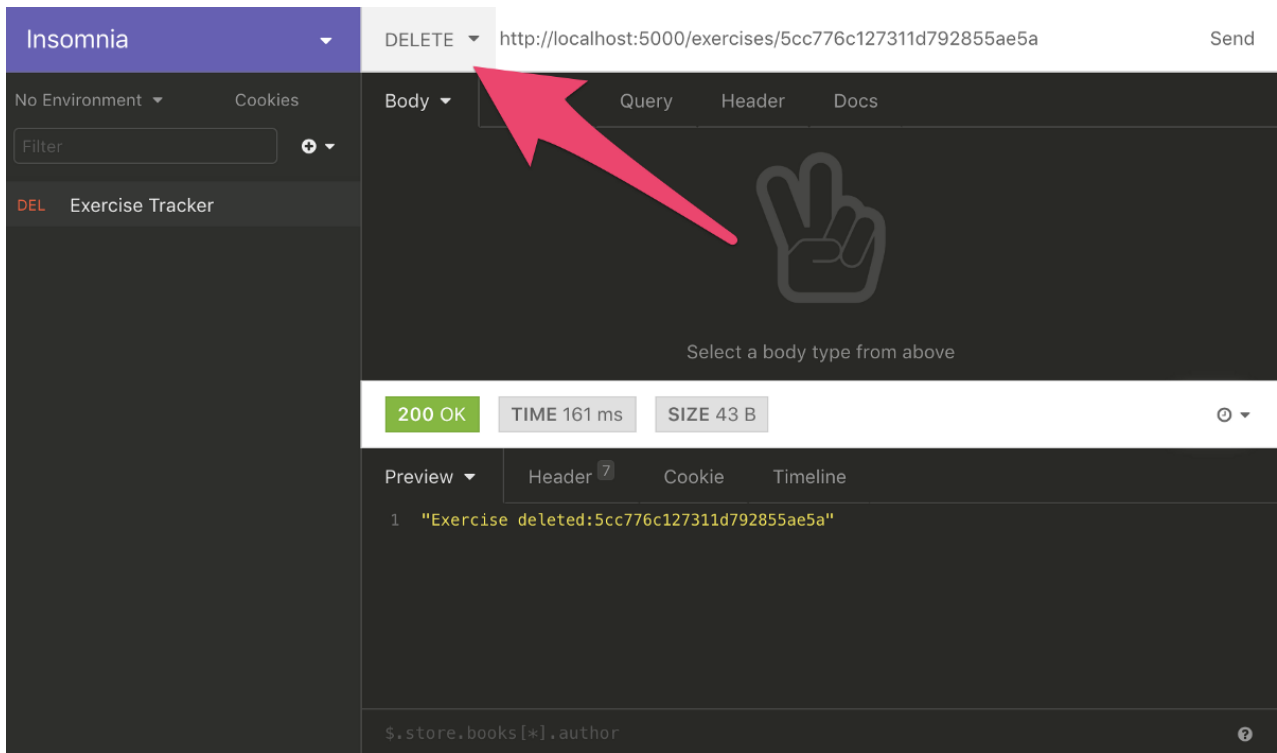 Insomnia
DELETE http://localhost:5000/exercises/5cc776c127311d792855ae5a Send
No Environment Cookies
Body Query Header Docs
Filter
DEL Exercise Tracker
Select a body type from above
200 OK TIME 161 ms SIZE 43 B
Preview Header 7 Cookie Timeline
1 "Exercise deleted:5cc776c127311d792855ae5a"
$.store.books[*].author